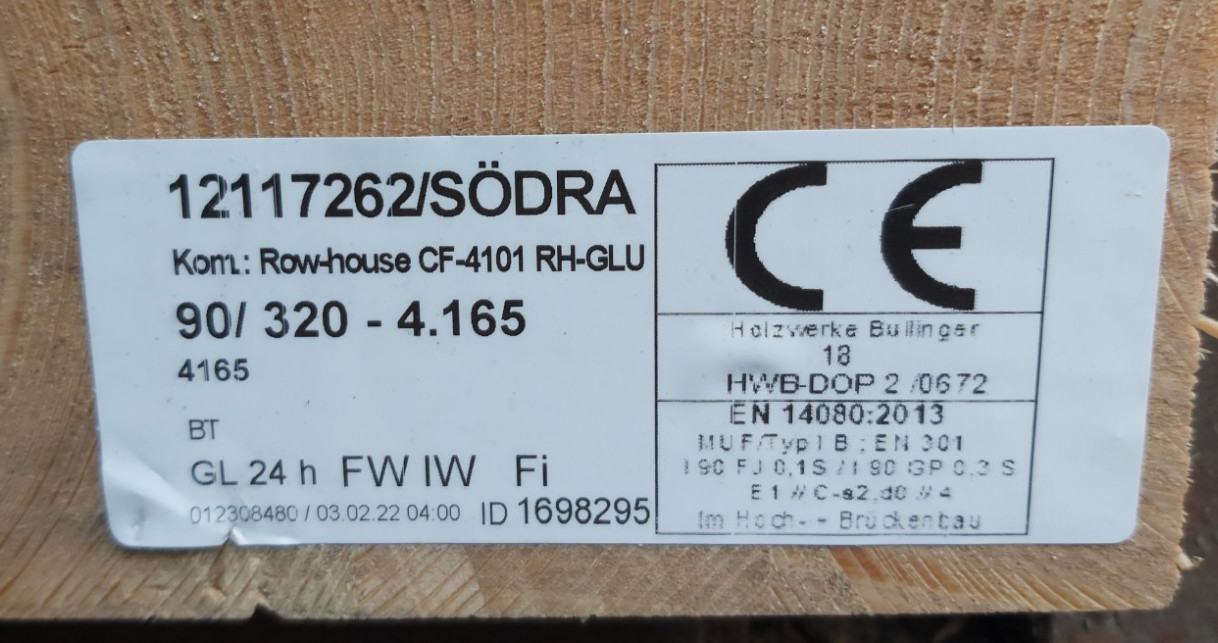 12117262/SÖDRA
Kom.: Row-house CF-4101 RH-GLU
90/ 320 - 4.165
4165
BT
GL 24 h FW IW Fi
012308480 / 03.02.22 04:00 ID 1698295
CE
Holzwerke Bullinger
18
HWB-DOP 2 /0672
EN 14080:2013
MUF/Typ I B : EN 301
I 90 FJ 0,1 S / I 90 GP 0,3 S
E1 // C-s2,d0 // 4
Im Hoch- + Brückenbau